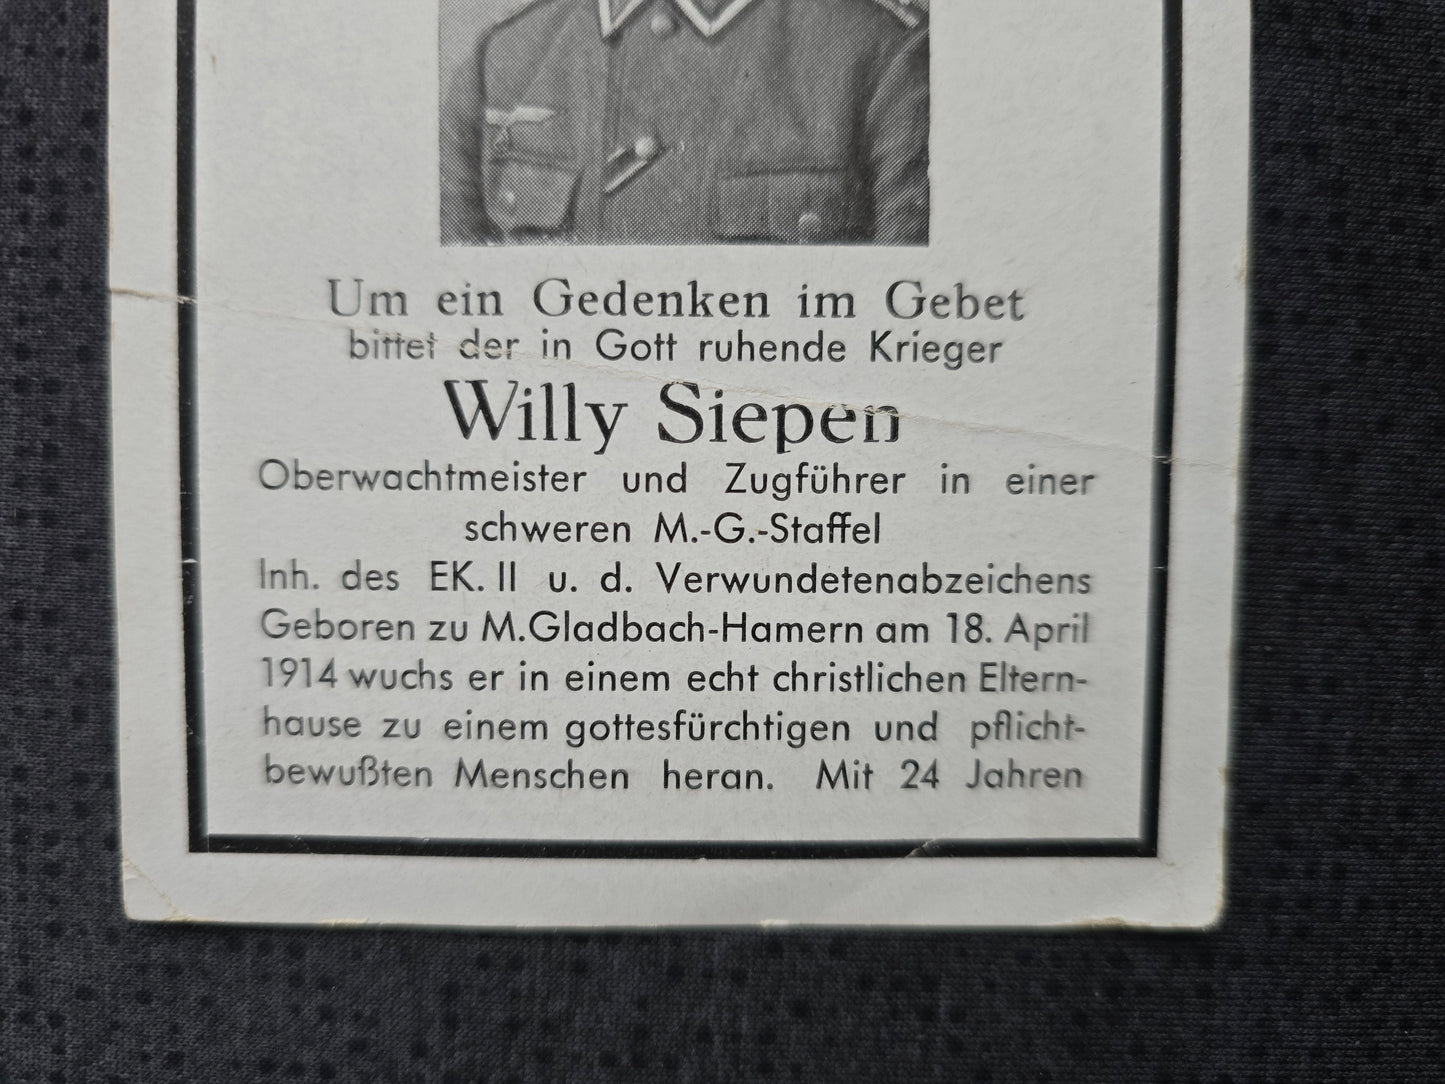 Um ein Gedenken im Gebet
bittet der in Gott ruhende Krieger
Willy Siepen
Oberwachtmeister und Zugführer in einer
schweren M.-G.-Staffel
Inh. des EK. II u. d. Verwundetenabzeichens
Geboren zu M.Gladbach-Hamern am 18. April
1914 wuchs er in einem echt christlichen Eltern-
hause zu einem gottesfürchtigen und pflicht-
bewußten Menschen heran. Mit 24 Jahren